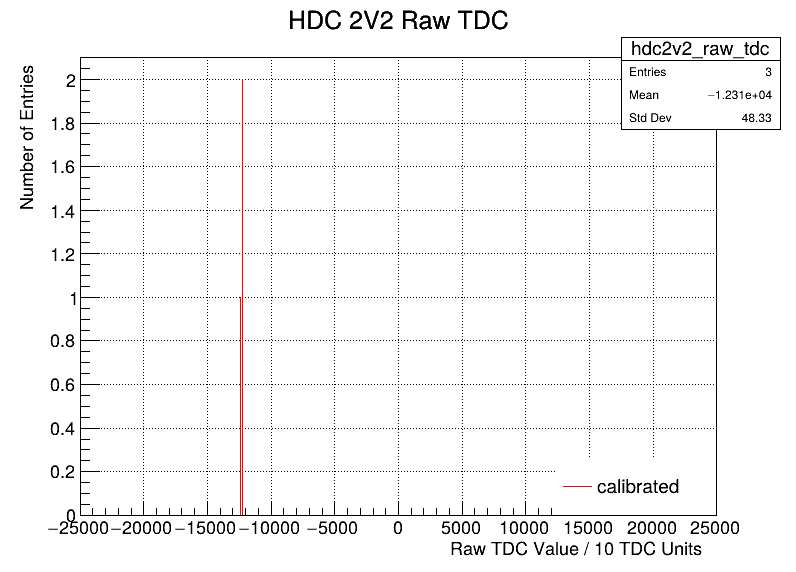 HDC 2V2 Raw TDC
hdc2v2_raw_tdc
Entries 3
Mean −1.231e+04
Std Dev 48.33
Number of Entries
2
1.8
1.6
1.4
1.2
1
0.8
0.6
0.4
0.2
0
calibrated
−25000 −20000 −15000 −10000 −5000 0 5000 10000 15000 20000 25000
Raw TDC Value / 10 TDC Units